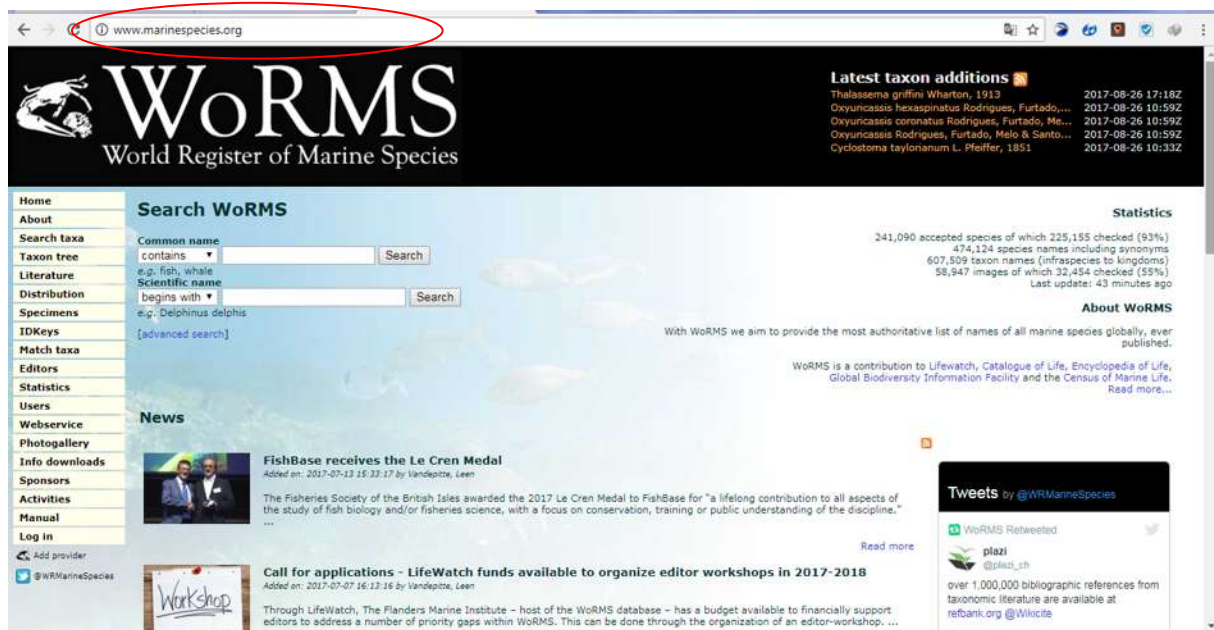 www.marinespecies.org
WoRMS
World Register of Marine Species
Latest taxon additions
Thalassema griffini Wharton, 1913 2017-08-26 17:18Z
Oxyuricassis hexaspinatus Rodrigues, Furtado,... 2017-08-26 10:59Z
Oxyuricassis coronatus Rodrigues, Furtado, Me... 2017-08-26 10:59Z
Oxyuricassis Rodrigues, Furtado, Melo & Santo... 2017-08-26 10:59Z
Cyclostoma taylorianum L. Pfeiffer, 1851 2017-08-26 10:33Z
Home
About
Search taxa
Taxon tree
Literature
Distribution
Specimens
IDKeys
Match taxa
Editors
Statistics
Users
Webservice
Photogallery
Info downloads
Sponsors
Activities
Manual
Log in
Add provider
@WRMarineSpecies
Search WoRMS
Common name
contains Search
e.g. fish, whale
Scientific name
begins with Search
e.g. Delphinus delphis
[advanced search]
Statistics
241,090 accepted species of which 225,155 checked (93%)
474,124 species names including synonyms
607,509 taxon names (infraspecies to kingdoms)
58,947 images of which 32,454 checked (55%)
Last update: 43 minutes ago
About WoRMS
With WoRMS we aim to provide the most authoritative list of names of all marine species globally, ever
published.
WoRMS is a contribution to Lifewatch, Catalogue of Life, Encyclopedia of Life,
Global Biodiversity Information Facility and the Census of Marine Life.
Read more...
News
FishBase receives the Le Cren Medal
Added on: 2017-07-13 15:33:17 by Vandepitte, Leen
The Fisheries Society of the British Isles awarded the 2017 Le Cren Medal to FishBase for "a lifelong contribution to all aspects of
the study of fish biology and/or fisheries science, with a focus on conservation, training or public understanding of the discipline."
...
Read more
Workshop
Call for applications - LifeWatch funds available to organize editor workshops in 2017-2018
Added on: 2017-07-07 16:13:16 by Vandepitte, Leen
Through LifeWatch, The Flanders Marine Institute – host of the WoRMS database – has a budget available to financially support
editors to address a number of priority gaps within WoRMS. This can be done through the organization of an editor-workshop. ...
Tweets by @WRMarineSpecies
WoRMS Retweeted
plazi
@plazi_ch
over 1,000,000 bibliographic references from
taxonomic literature are available at
refbank.org @Wikicite